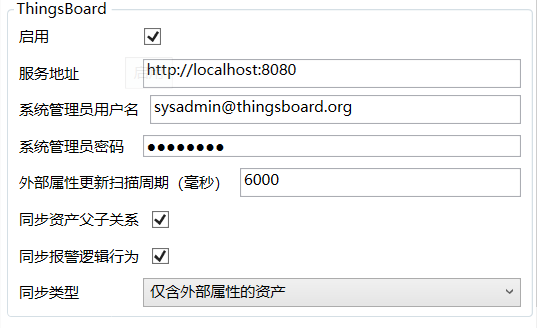 ThingsBoard
启用
服务地址 http://localhost:8080
系统管理员用户名 sysadmin@thingsboard.org
系统管理员密码 ●●●●●●●●
外部属性更新扫描周期（毫秒） 6000
同步资产父子关系
同步报警逻辑行为
同步类型 仅含外部属性的资产